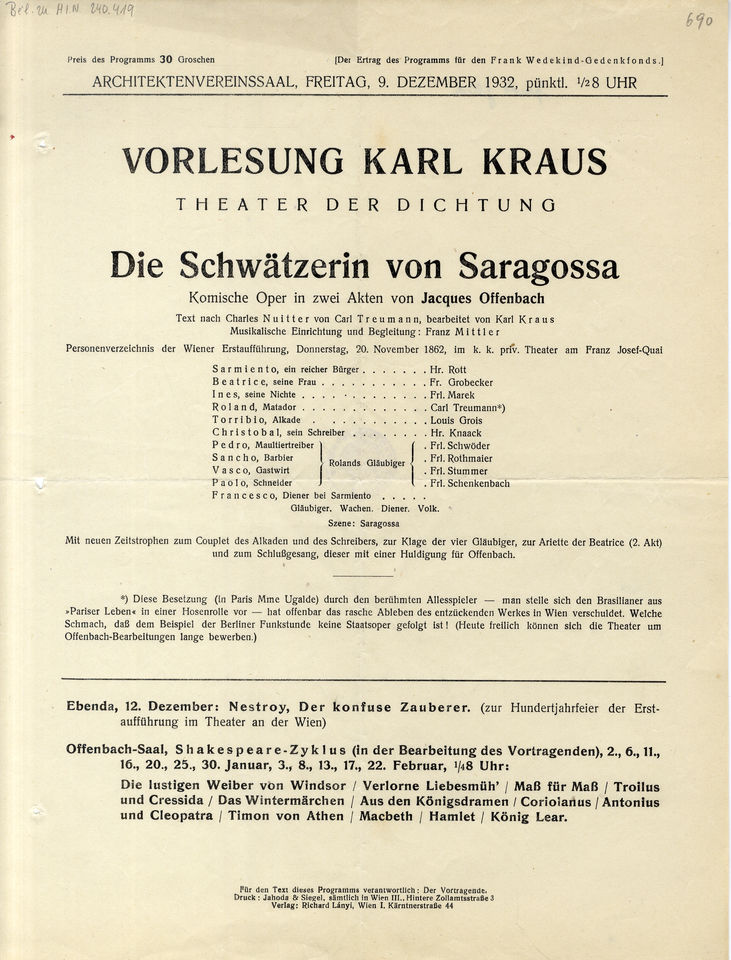 Bel. zu H.I.N. 240.419
690
Preis des Programms 30 Groschen [Der Ertrag des Programms für den Frank Wedekind-Gedenkfonds.]
ARCHITEKTENVEREINSSAAL, FREITAG, 9. DEZEMBER 1932, pünktl. 1/2 8 UHR
VORLESUNG KARL KRAUS
THEATER DER DICHTUNG
Die Schwätzerin von Saragossa
Komische Oper in zwei Akten von Jacques Offenbach
Text nach Charles Nuitter von Carl Treumann, bearbeitet von Karl Kraus
Musikalische Einrichtung und Begleitung: Franz Mittler
Personenverzeichnis der Wiener Erstaufführung, Donnerstag, 20. November 1862, im k. k. priv. Theater am Franz Josef-Quai
Sarmiento, ein reicher Bürger . . . . . . . Hr. Rott
Beatrice, seine Frau . . . . . . . . . . . Fr. Grobecker
Ines, seine Nichte . . . . . . . . . . . . . Frl. Marek
Roland, Matador . . . . . . . . . . . . . Carl Treumann*)
Torribio, Alkade . . . . . . . . . . . . Louis Grois
Christobal, sein Schreiber . . . . . . . . Hr. Knaack
Pedro, Maultiertreiber . Frl. Schwöder
Sancho, Barbier . Frl. Rothmaier
Rolands Gläubiger
Vasco, Gastwirt . Frl. Stummer
Paolo, Schneider . Frl. Schenkenbach
Francesco, Diener bei Sarmiento . . . . .
Gläubiger. Wachen. Diener. Volk.
Szene: Saragossa
Mit neuen Zeitstrophen zum Couplet des Alkaden und des Schreibers, zur Klage der vier Gläubiger, zur Ariette der Beatrice (2. Akt)
und zum Schlußgesang, dieser mit einer Huldigung für Offenbach.
*) Diese Besetzung (in Paris Mme Ugalde) durch den berühmten Allesspieler — man stelle sich den Brasilianer aus
»Pariser Leben« in einer Hosenrolle vor — hat offenbar das rasche Ableben des entzückenden Werkes in Wien verschuldet. Welche
Schmach, daß dem Beispiel der Berliner Funkstunde keine Staatsoper gefolgt ist! (Heute freilich können sich die Theater um
Offenbach-Bearbeitungen lange bewerben.)
Ebenda, 12. Dezember: Nestroy, Der konfuse Zauberer. (zur Hundertjahrfeier der Erst-
aufführung im Theater an der Wien)
Offenbach-Saal, Shakespeare-Zyklus (in der Bearbeitung des Vortragenden), 2., 6., 11.,
16., 20., 25., 30. Januar, 3., 8., 13., 17., 22. Februar, 1/4 8 Uhr:
Die lustigen Weiber von Windsor / Verlorne Liebesmüh' / Maß für Maß / Troilus
und Cressida / Das Wintermärchen / Aus den Königsdramen / Coriolanus / Antonius
und Cleopatra / Timon von Athen / Macbeth / Hamlet / König Lear.
Für den Text dieses Programms verantwortlich: Der Vortragende.
Druck: Jahoda & Siegel, sämtlich in Wien III., Hintere Zollamtsstraße 3
Verlag: Richard Lányi, Wien I. Kärntnerstraße 44